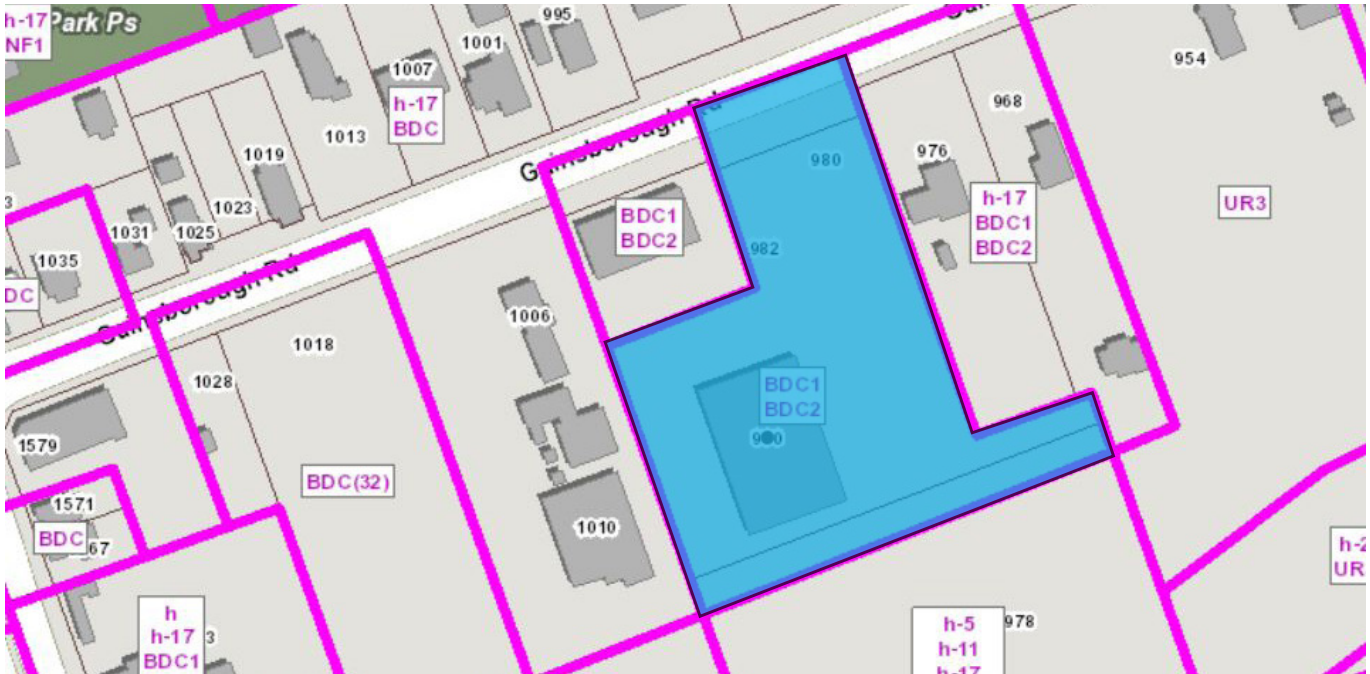 h-17
NF1
Park Ps
995
1001
1007
h-17
BDC
1013
1019
1023
1025
1031
1035
Gainsborough Rd
954
968
976
980
h-17
BDC1
BDC2
UR3
BDC1
BDC2
982
1006
Gainsborough Rd
1018
1028
1579
BDC(32)
1571
BDC
67
BDC1
BDC2
1010
h
h-17
BDC1
h-5
h-11
h-17
978